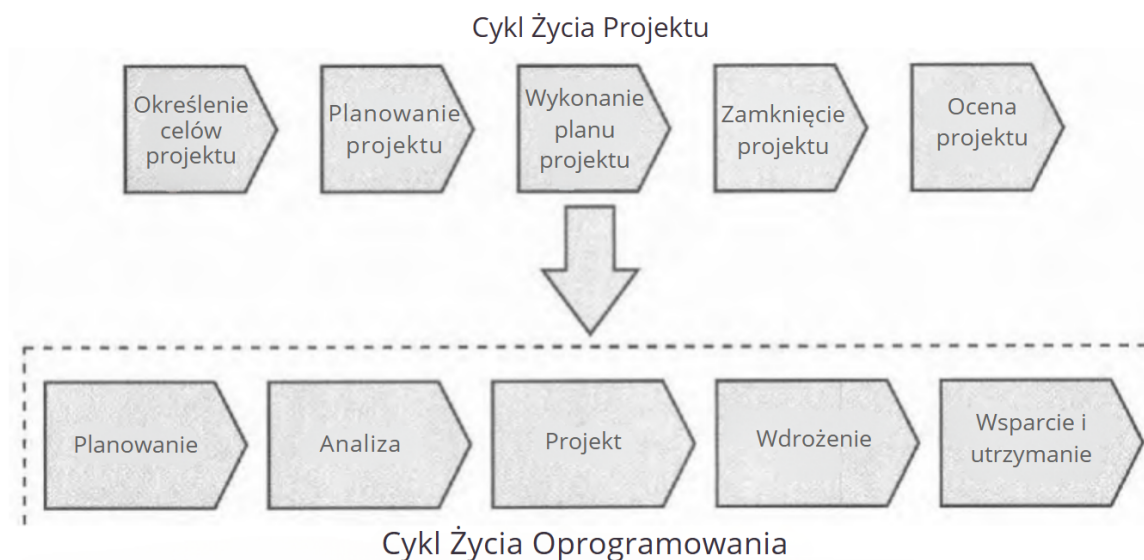 Cykl Życia Projektu
Określenie
celów
projektu
Planowanie
projektu
Wykonanie
planu
projektu
Zamknięcie
projektu
Ocena
projektu
Planowanie
Analiza
Projekt
Wdrożenie
Wsparcie i
utrzymanie
Cykl Życia Oprogramowania